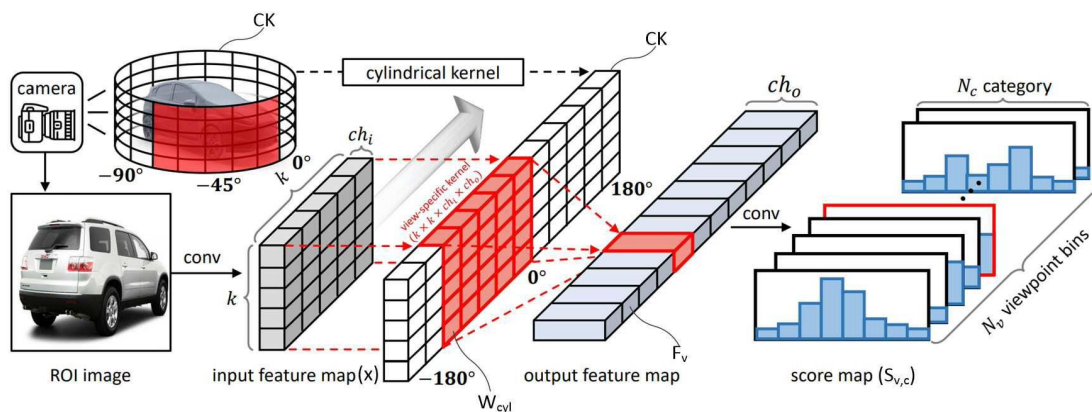 CK
camera
cylindrical kernel
CK
ch_i
ch_o
N_c category
−90°
−45°
0°
k
180°
view-specific kernel
(k × k × ch_i × ch_o)
conv
k
0°
conv
N_v viewpoint bins
−180°
F_v
ROI image
input feature map(x)
W_cyl
output feature map
score map (S_v,c)